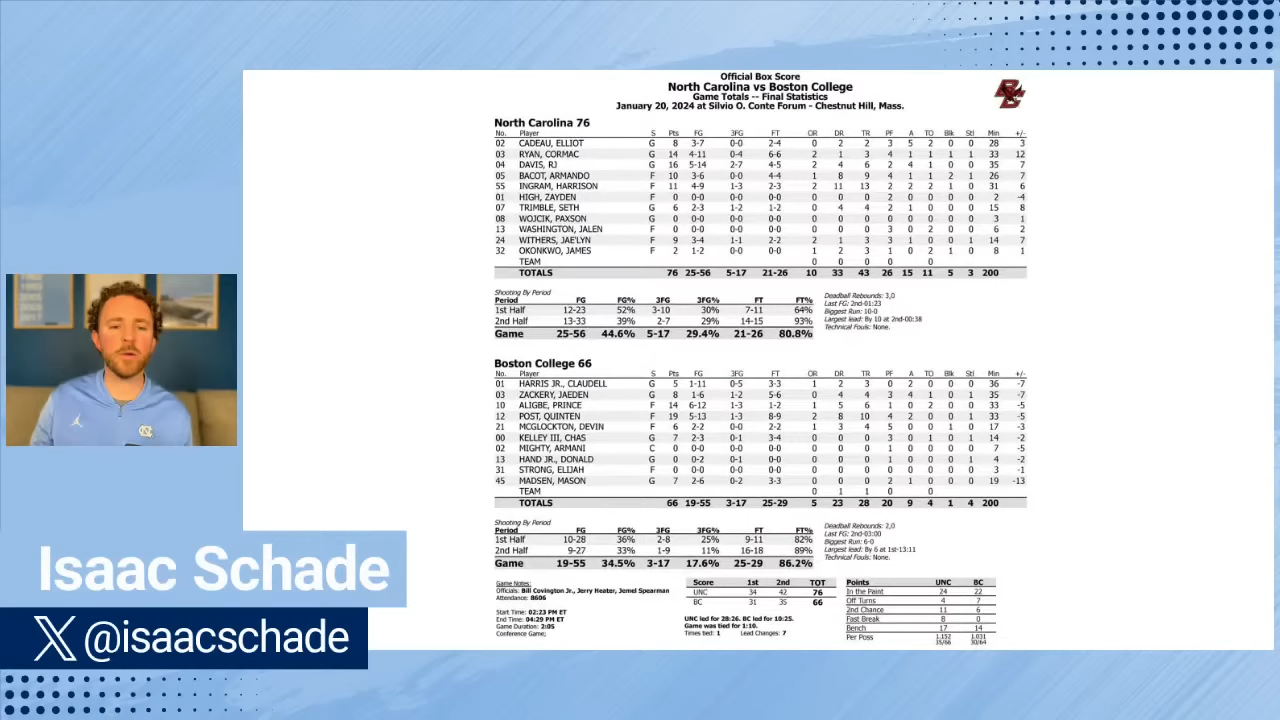 Official Box Score
North Carolina vs Boston College
Game Totals -- Final Statistics
January 20, 2024 at Silvio O. Conte Forum - Chestnut Hill, Mass.
North Carolina 76
No. Player S Pts FG 3FG FT OR DR TR PF A TO Blk Stl Min +/-
02 CADEAU, ELLIOT G 8 3-7 0-0 2-4 0 2 2 3 5 2 0 0 28 3
03 RYAN, CORMAC G 14 4-11 0-4 6-6 2 1 3 4 1 1 1 1 33 12
04 DAVIS, RJ G 16 5-14 2-7 4-5 2 4 6 2 4 1 0 0 35 7
05 BACOT, ARMANDO F 10 3-6 0-0 4-4 1 8 9 4 1 1 2 1 26 7
55 INGRAM, HARRISON F 11 4-9 1-3 2-3 2 11 13 2 2 2 1 0 31 6
01 HIGH, ZAYDEN F 0 0-0 0-0 0-0 0 0 0 2 0 0 0 0 2 -4
07 TRIMBLE, SETH G 6 2-3 1-2 1-2 0 4 4 2 1 0 0 0 15 8
08 WOJCIK, PAXSON G 0 0-0 0-0 0-0 0 0 0 0 0 0 0 0 3 1
13 WASHINGTON, JALEN F 0 0-0 0-0 0-0 0 0 0 3 0 2 0 0 6 2
24 WITHERS, JAE'LYN F 9 3-4 1-1 2-2 2 1 3 3 1 0 0 1 14 7
32 OKONKWO, JAMES F 2 1-2 0-0 0-0 1 2 3 1 0 2 1 0 8 1
TEAM 0 0 0 0 0
TOTALS 76 25-56 5-17 21-26 10 33 43 26 15 11 5 3 200
Shooting By Period
Period FG FG% 3FG 3FG% FT FT%
1st Half 12-23 52% 3-10 30% 7-11 64%
2nd Half 13-33 39% 2-7 29% 14-15 93%
Game 25-56 44.6% 5-17 29.4% 21-26 80.8%
Deadball Rebounds: 3,0
Last FG: 2nd-01:23
Biggest Run: 10-0
Largest lead: By 10 at 2nd-00:38
Technical Fouls: None.
Boston College 66
No. Player S Pts FG 3FG FT OR DR TR PF A TO Blk Stl Min +/-
01 HARRIS JR., CLAUDELL G 5 1-11 0-5 3-3 1 2 3 0 2 0 0 0 36 -7
03 ZACKERY, JAEDEN G 8 1-6 1-2 5-6 0 4 4 3 4 1 0 1 35 -7
10 ALIGBE, PRINCE F 14 6-12 1-3 1-2 1 5 6 1 0 2 0 0 33 -5
12 POST, QUINTEN F 19 5-13 1-3 8-9 2 8 10 4 2 0 0 1 33 -5
21 MCGLOCKTON, DEVIN F 6 2-2 0-0 2-2 1 3 4 5 0 0 1 0 17 -3
00 KELLEY III, CHAS G 7 2-3 0-1 3-4 0 0 0 3 0 1 0 1 14 -2
02 MIGHTY, ARMANI C 0 0-0 0-0 0-0 0 0 0 1 0 0 0 0 7 -5
13 HAND JR., DONALD G 0 0-2 0-1 0-0 0 0 0 1 0 0 0 1 4 -2
31 STRONG, ELIJAH F 0 0-0 0-0 0-0 0 0 0 0 0 0 0 0 3 -1
45 MADSEN, MASON G 7 2-6 0-2 3-3 0 0 0 2 1 0 0 0 19 -13
TEAM 0 1 1 0 0
TOTALS 66 19-55 3-17 25-29 5 23 28 20 9 4 1 4 200
Shooting By Period
Period FG FG% 3FG 3FG% FT FT%
1st Half 10-28 36% 2-8 25% 9-11 82%
2nd Half 9-27 33% 1-9 11% 16-18 89%
Game 19-55 34.5% 3-17 17.6% 25-29 86.2%
Deadball Rebounds: 2,0
Last FG: 2nd-03:00
Biggest Run: 6-0
Largest lead: By 6 at 1st-13:11
Technical Fouls: None.
Game Notes:
Officials: Bill Covington Jr., Jerry Heater, Jemel Spearman
Attendance: 8606
Start Time: 02:23 PM ET
End Time: 04:29 PM ET
Game Duration: 2:05
Conference Game;
Score 1st 2nd TOT
UNC 34 42 76
BC 31 35 66
UNC led for 28:26. BC led for 10:25.
Game was tied for 1:10.
Times tied: 1 Lead Changes: 7
Points UNC BC
In the Paint 24 22
Off Turns 4 7
2nd Chance 11 6
Fast Break 8 0
Bench 17 14
Per Poss 1.152 1.031
35/66 30/64
Isaac Schade
X @isaacschade